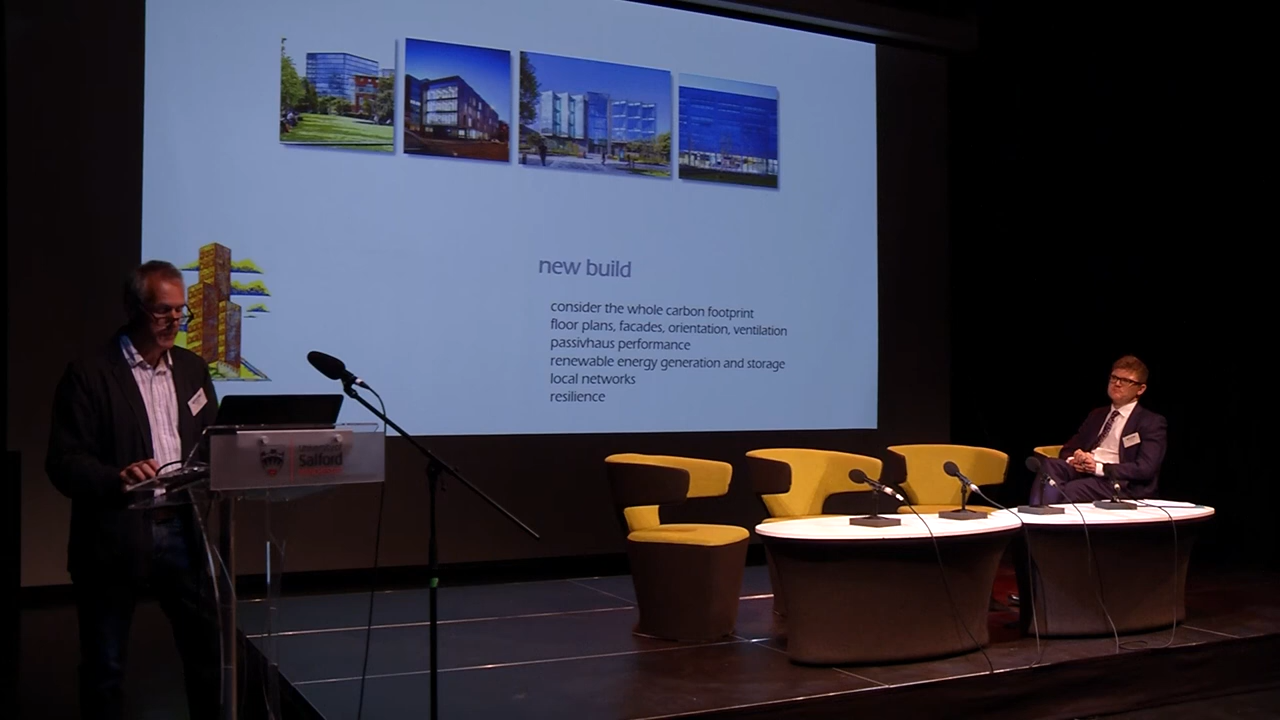 new build
consider the whole carbon footprint
floor plans, facades, orientation, ventilation
passivhaus performance
renewable energy generation and storage
local networks
resilience
Salford